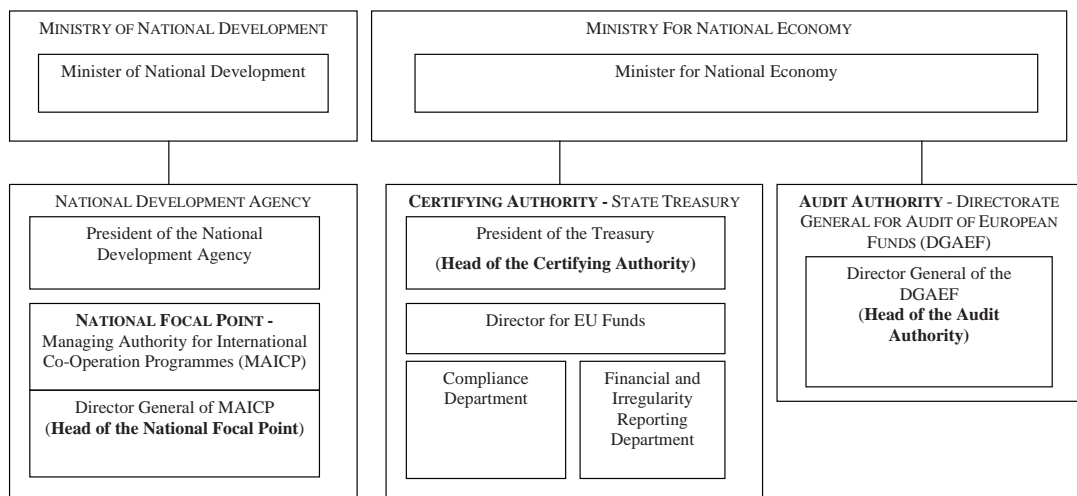 MINISTRY OF NATIONAL DEVELOPMENT
Minister of National Development
MINISTRY FOR NATIONAL ECONOMY
Minister for National Economy
NATIONAL DEVELOPMENT AGENCY
President of the National
Development Agency
NATIONAL FOCAL POINT -
Managing Authority for International
Co-Operation Programmes (MAICP)
Director General of MAICP
(Head of the National Focal Point)
CERTIFYING AUTHORITY - STATE TREASURY
President of the Treasury
(Head of the Certifying Authority)
Director for EU Funds
Compliance
Department
Financial and
Irregularity
Reporting
Department
AUDIT AUTHORITY - DIRECTORATE
GENERAL FOR AUDIT OF EUROPEAN
FUNDS (DGAEF)
Director General of the
DGAEF
(Head of the Audit
Authority)